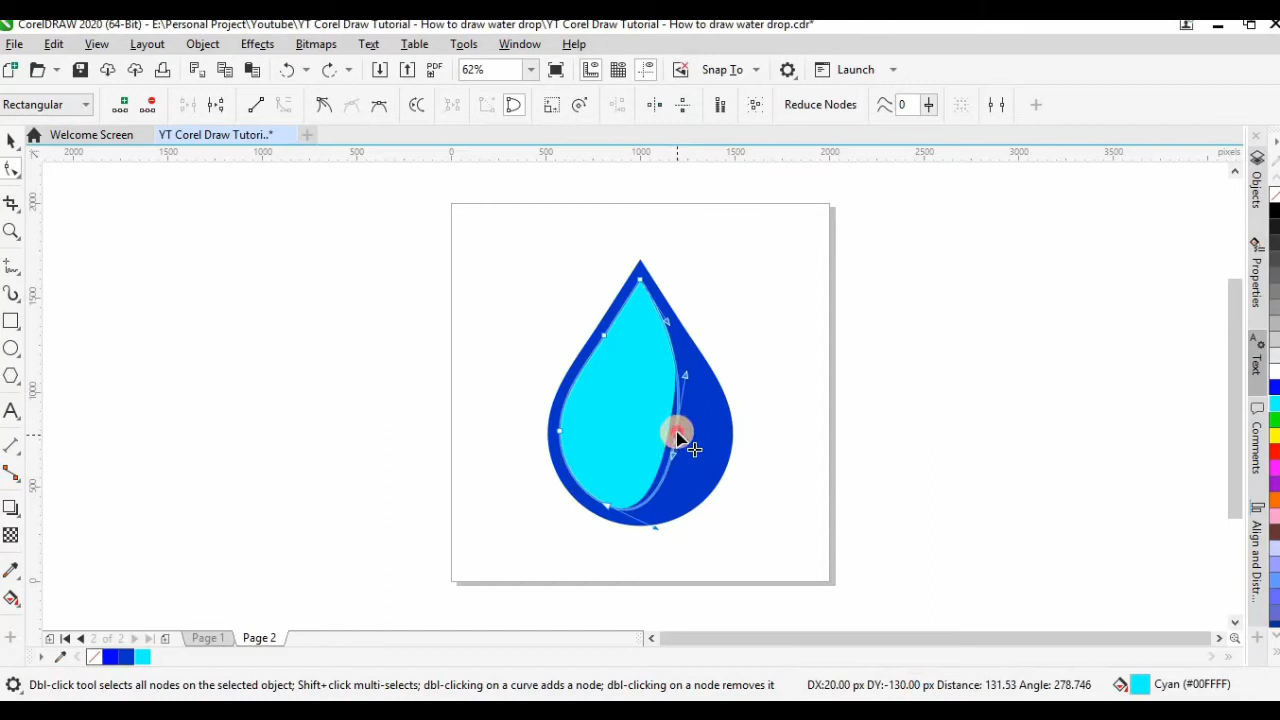 CorelDRAW 2020 (64-Bit) - E:\Personal Project\Youtube\YT Corel Draw Tutorial - How to draw water drop\YT Corel Draw Tutorial - How to draw water drop.cdr*
File Edit View Layout Object Effects Bitmaps Text Table Tools Window Help
PDF 62% Snap To Launch
Rectangular Reduce Nodes 0
Welcome Screen YT Corel Draw Tutori..*
2000 1500 1000 500 0 500 1000 1500 2000 2500 3000 3500 pixels
2000
1500
1000
500
0
Objects
Properties
Text
Comments
Align and Distr...
2 of 2 Page 1 Page 2
Dbl-click tool selects all nodes on the selected object; Shift+click multi-selects; dbl-clicking on a curve adds a node; dbl-clicking on a node removes it DX:20.00 px DY:-130.00 px Distance: 131.53 Angle: 278.746 Cyan (#00FFFF)